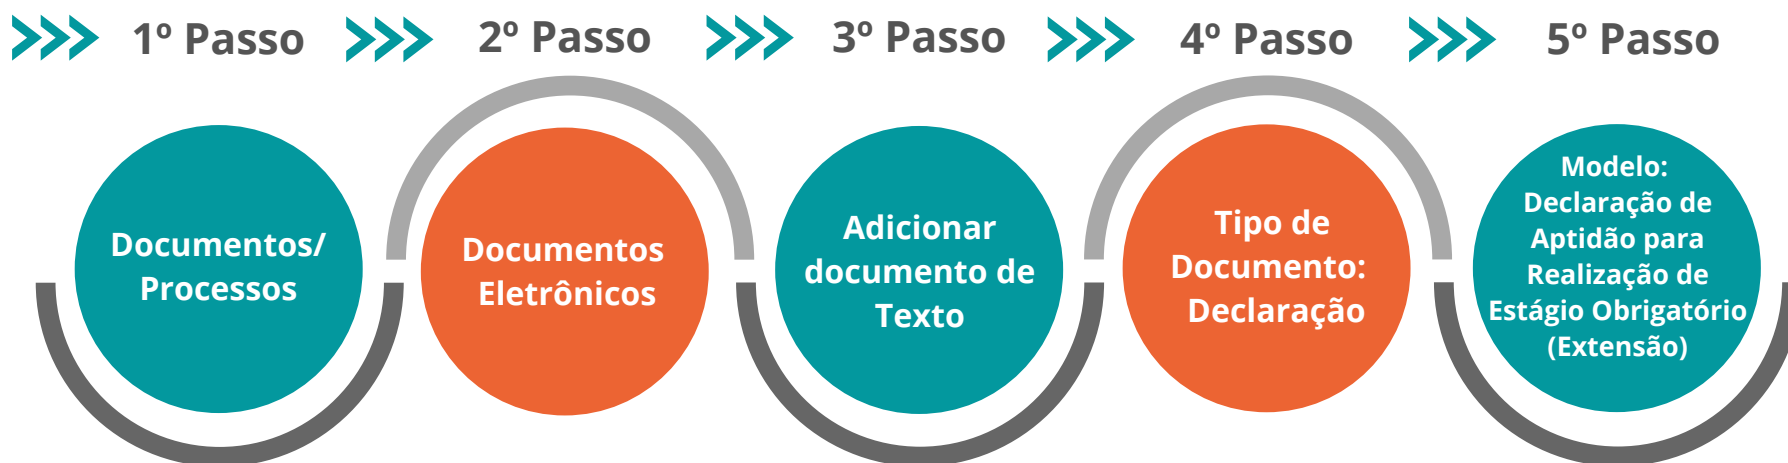 1º Passo
2º Passo
3º Passo
4º Passo
5º Passo
Documentos/
Processos
Documentos
Eletrônicos
Adicionar
documento de
Texto
Tipo de
Documento:
Declaração
Modelo:
Declaração de
Aptidão para
Realização de
Estágio Obrigatório
(Extensão)